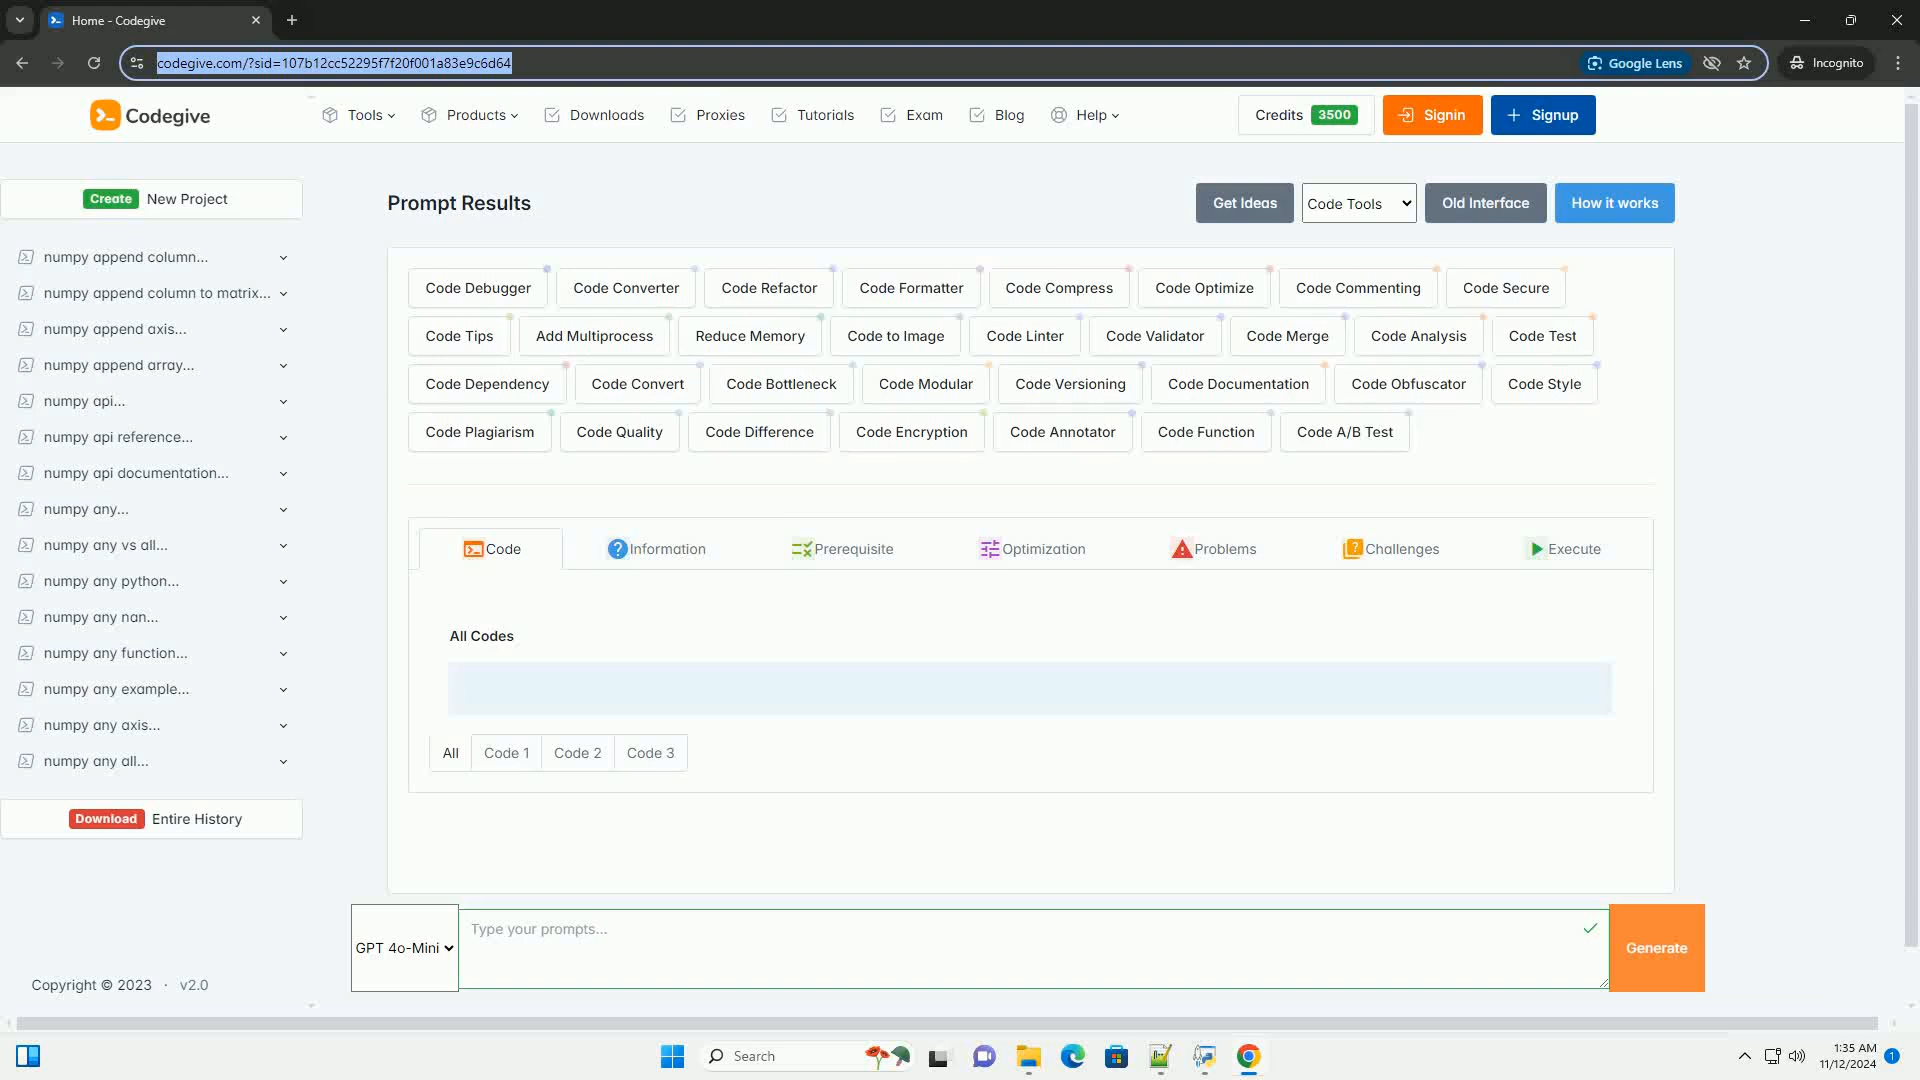 Home - Codegive
codegive.com/?sid=107b12cc52295f7f20f001a83e9c6d64
Google Lens
Incognito
Codegive
Tools
Products
Downloads
Proxies
Tutorials
Exam
Blog
Help
Credits 3500
Signin
Signup
Create New Project
numpy append column...
numpy append column to matrix...
numpy append axis...
numpy append array...
numpy api...
numpy api reference...
numpy api documentation...
numpy any...
numpy any vs all...
numpy any python...
numpy any nan...
numpy any function...
numpy any example...
numpy any axis...
numpy any all...
Download Entire History
Copyright © 2023 · v2.0
Prompt Results
Get Ideas
Code Tools
Old Interface
How it works
Code Debugger Code Converter Code Refactor Code Formatter Code Compress Code Optimize Code Commenting Code Secure
Code Tips Add Multiprocess Reduce Memory Code to Image Code Linter Code Validator Code Merge Code Analysis Code Test
Code Dependency Code Convert Code Bottleneck Code Modular Code Versioning Code Documentation Code Obfuscator Code Style
Code Plagiarism Code Quality Code Difference Code Encryption Code Annotator Code Function Code A/B Test
Code Information Prerequisite Optimization Problems Challenges Execute
All Codes
All Code 1 Code 2 Code 3
GPT 4o-Mini
Type your prompts...
Generate
Search
1:35 AM
11/12/2024
1